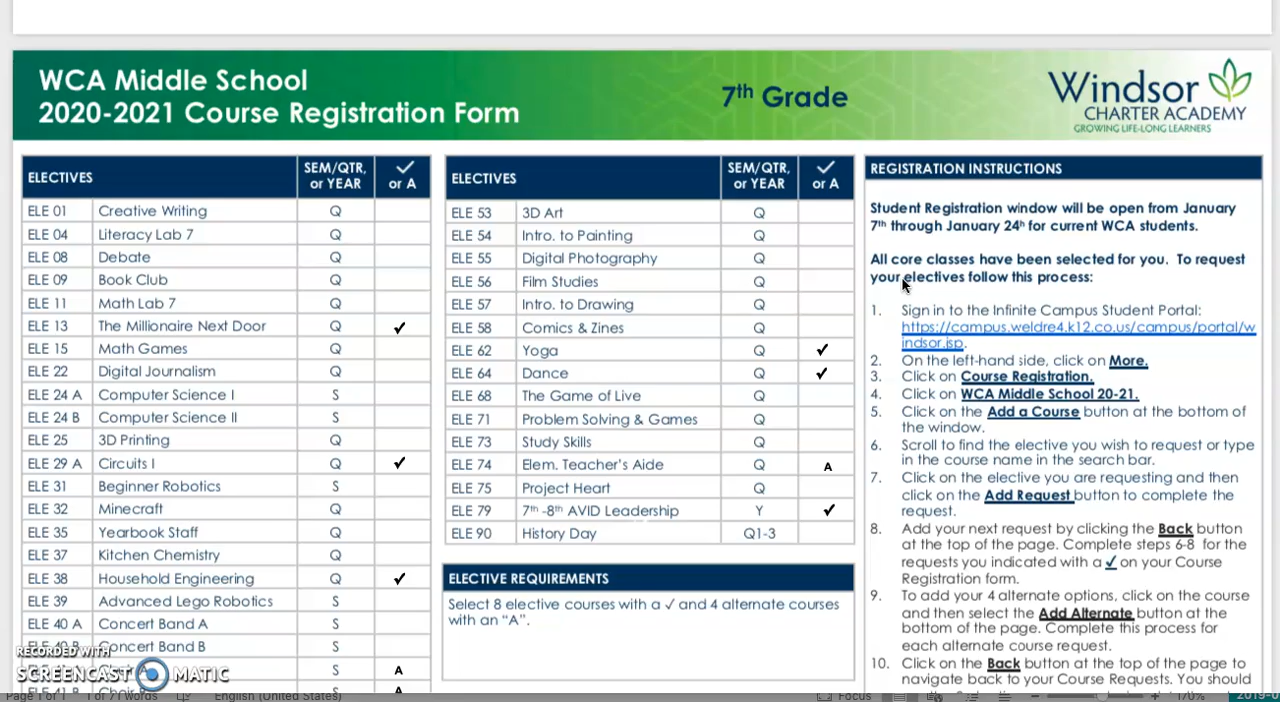 WCA Middle School
2020-2021 Course Registration Form
7th Grade
Windsor
CHARTER ACADEMY
GROWING LIFE-LONG LEARNERS
ELECTIVES SEM/QTR, or YEAR ✓ or A
ELE 01 Creative Writing Q
ELE 04 Literacy Lab 7 Q
ELE 08 Debate Q
ELE 09 Book Club Q
ELE 11 Math Lab 7 Q
ELE 13 The Millionaire Next Door Q ✓
ELE 15 Math Games Q
ELE 22 Digital Journalism Q
ELE 24 A Computer Science I S
ELE 24 B Computer Science II S
ELE 25 3D Printing Q
ELE 29 A Circuits I Q ✓
ELE 31 Beginner Robotics S
ELE 32 Minecraft Q
ELE 35 Yearbook Staff Q
ELE 37 Kitchen Chemistry Q
ELE 38 Household Engineering Q ✓
ELE 39 Advanced Lego Robotics S
ELE 40 A Concert Band A S
ELE 40 B Concert Band B S
S A
ELECTIVES SEM/QTR, or YEAR ✓ or A
ELE 53 3D Art Q
ELE 54 Intro. to Painting Q
ELE 55 Digital Photography Q
ELE 56 Film Studies Q
ELE 57 Intro. to Drawing Q
ELE 58 Comics & Zines Q
ELE 62 Yoga Q ✓
ELE 64 Dance Q ✓
ELE 68 The Game of Live Q
ELE 71 Problem Solving & Games Q
ELE 73 Study Skills Q
ELE 74 Elem. Teacher's Aide Q A
ELE 75 Project Heart Q
ELE 79 7th -8th AVID Leadership Y ✓
ELE 90 History Day Q1-3
ELECTIVE REQUIREMENTS
Select 8 elective courses with a ✓ and 4 alternate courses
with an "A".
REGISTRATION INSTRUCTIONS
Student Registration window will be open from January
7th through January 24th for current WCA students.
All core classes have been selected for you. To request
your electives follow this process:
1. Sign in to the Infinite Campus Student Portal:
https://campus.weldre4.k12.co.us/campus/portal/w
indsor.jsp.
2. On the left-hand side, click on More.
3. Click on Course Registration.
4. Click on WCA Middle School 20-21.
5. Click on the Add a Course button at the bottom of
the window.
6. Scroll to find the elective you wish to request or type
in the course name in the search bar.
7. Click on the elective you are requesting and then
click on the Add Request button to complete the
request.
8. Add your next request by clicking the Back button
at the top of the page. Complete steps 6-8 for the
requests you indicated with a ✓ on your Course
Registration form.
9. To add your 4 alternate options, click on the course
and then select the Add Alternate button at the
bottom of the page. Complete this process for
each alternate course request.
10. Click on the Back button at the top of the page to
navigate back to your Course Requests. You should
RECORDED WITH
SCREENCAST MATIC
Page 1 of 1 1 of 7 Words English (United States) Focus 170%